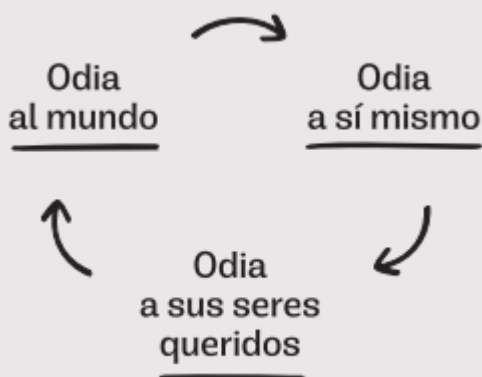 Odia
al mundo
Odia
a sí mismo
Odia
a sus seres
queridos